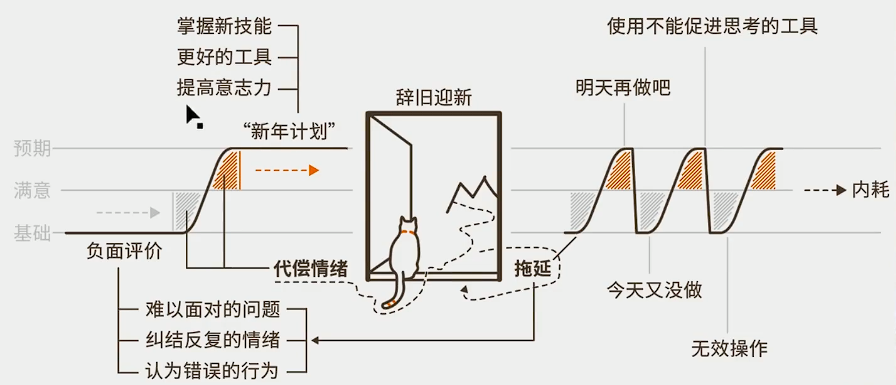 掌握新技能
更好的工具
提高意志力
“新年计划”
预期
满意
基础
负面评价
代偿情绪
难以面对的问题
纠结反复的情绪
认为错误的行为
辞旧迎新
拖延
使用不能促进思考的工具
明天再做吧
今天又没做
无效操作
内耗